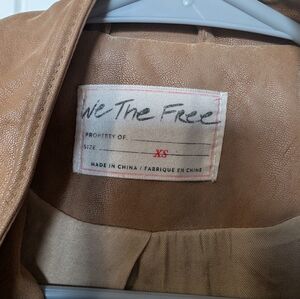 We The Free
PROPERTY OF
SIZE XS
MADE IN CHINA / FABRIQUÉ EN CHINE